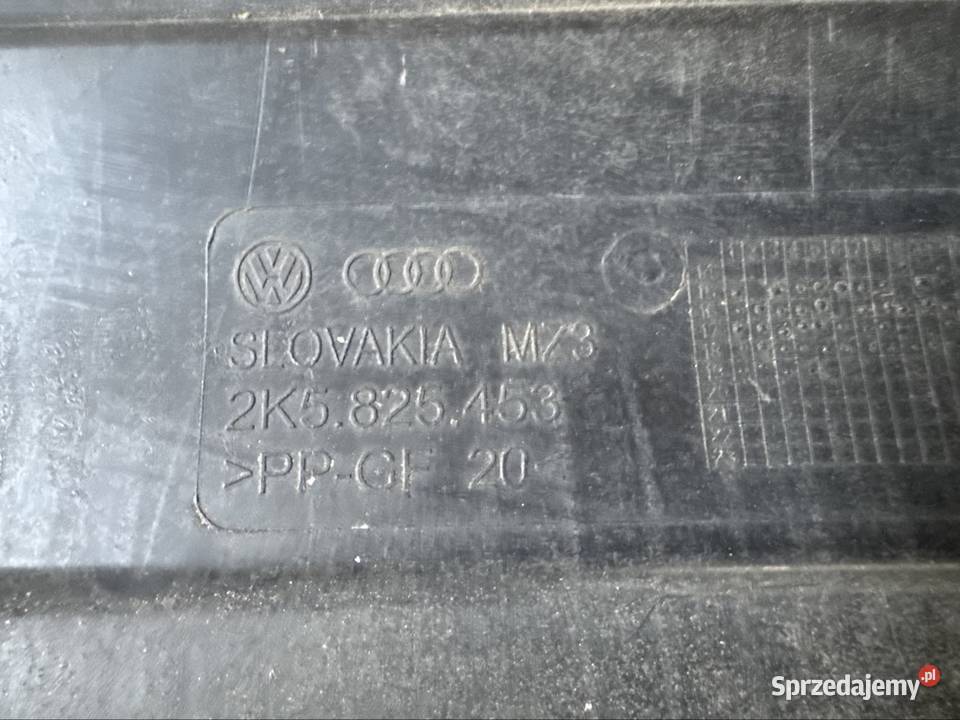 SLOVAKIA MZ3
2K5.825.453
>PP-GF 20
Sprzedajemy.pl